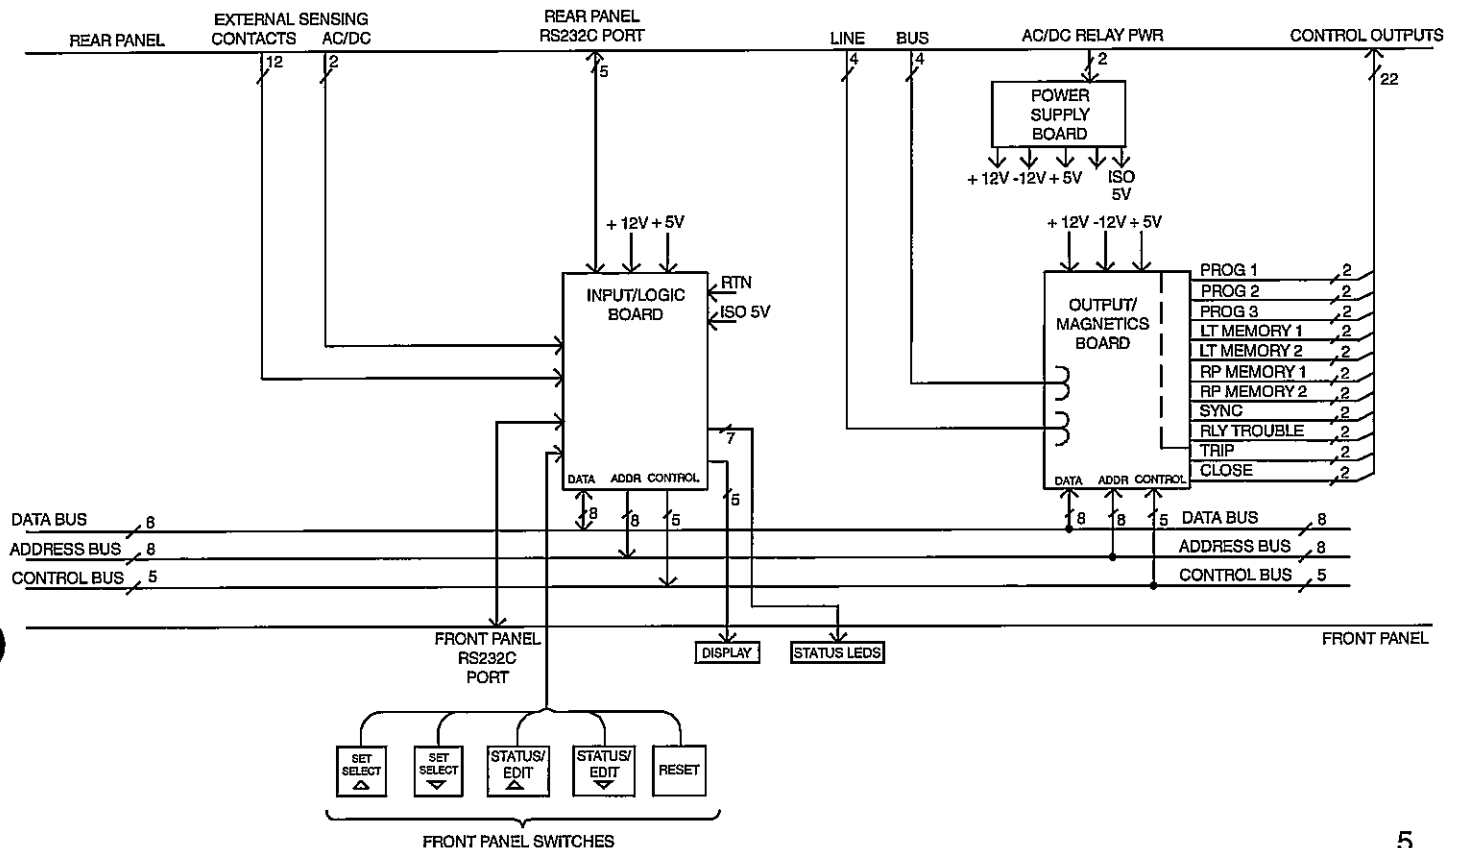 EXTERNAL SENSING
CONTACTS AC/DC
REAR PANEL
RS232C PORT
REAR PANEL
LINE
BUS
AC/DC RELAY PWR
CONTROL OUTPUTS
12
2
5
4
4
2
22
POWER
SUPPLY
BOARD
+ 12V -12V + 5V
ISO
5V
+ 12V + 5V
INPUT/LOGIC
BOARD
RTN
ISO 5V
+ 12V -12V + 5V
OUTPUT/
MAGNETICS
BOARD
PROG 1 2
PROG 2 2
PROG 3 2
LT MEMORY 1 2
LT MEMORY 2 2
RP MEMORY 1 2
RP MEMORY 2 2
SYNC 2
RLY TROUBLE 2
TRIP 2
CLOSE 2
7
DATA ADDR CONTROL
5
8 8 5
DATA ADDR CONTROL
8 8 5
DATA BUS 8
ADDRESS BUS 8
CONTROL BUS 5
DATA BUS 8
ADDRESS BUS 8
CONTROL BUS 5
FRONT PANEL
RS232C
PORT
DISPLAY
STATUS LEDS
FRONT PANEL
SET
SELECT
SET
SELECT
STATUS/
EDIT
STATUS/
EDIT
RESET
FRONT PANEL SWITCHES
5